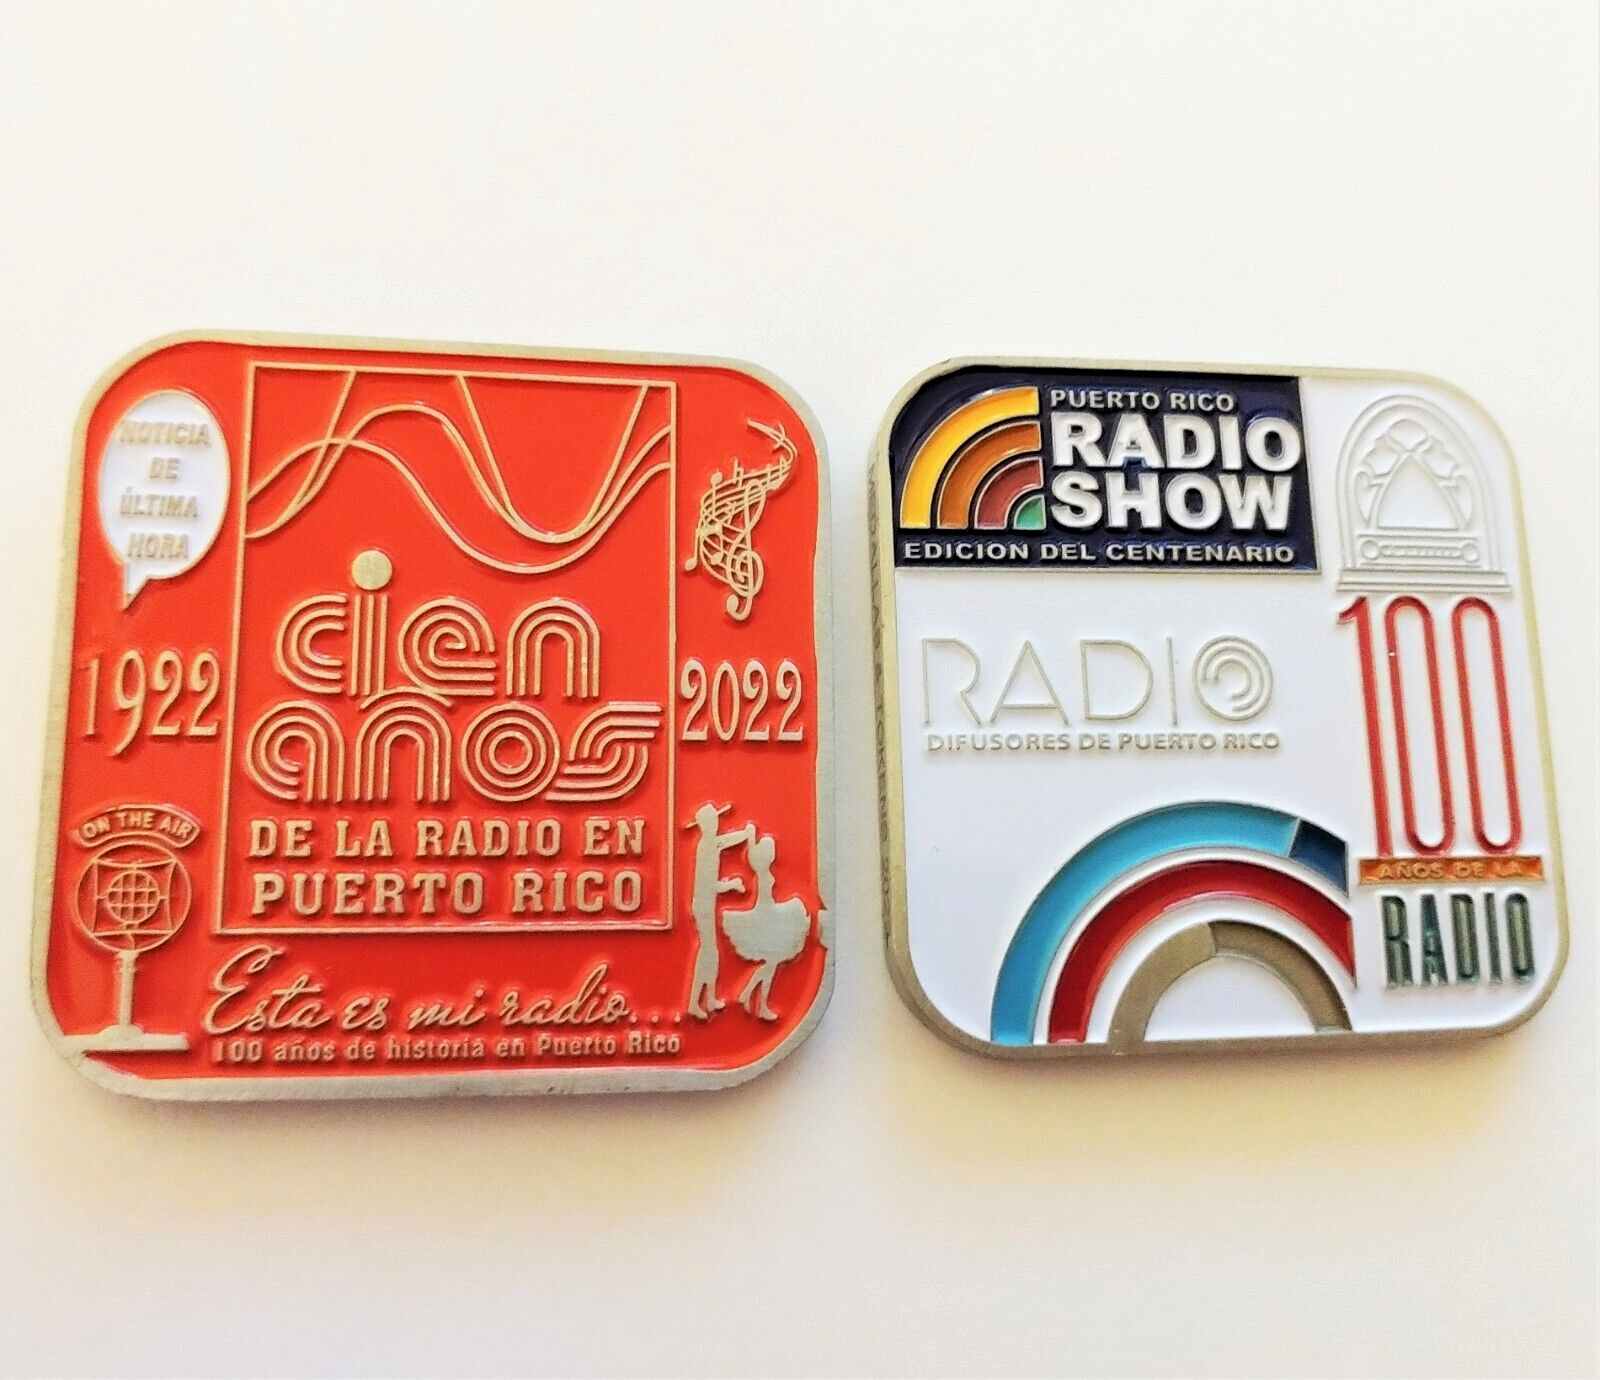 NOTICIA
DE
ÚLTIMA
HORA
1922
2022
cien
años
DE LA RADIO EN
PUERTO RICO
ON THE AIR
Esta es mi radio...
100 años de historia en Puerto Rico
PUERTO RICO
RADIO
SHOW
EDICION DEL CENTENARIO
RADIO
DIFUSORES DE PUERTO RICO
100
AÑOS DE LA
RADIO